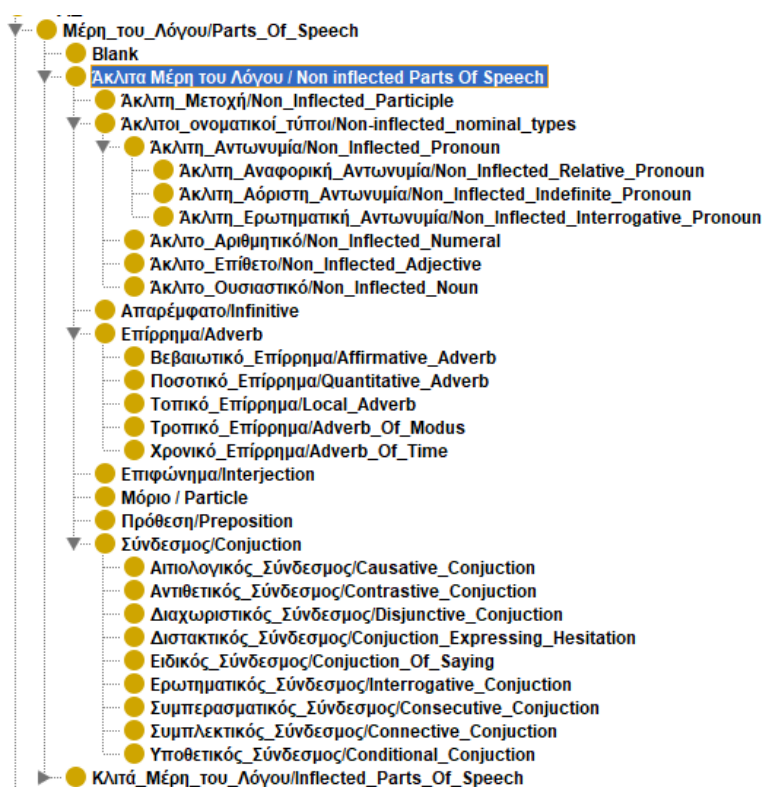 Μέρη_του_Λόγου/Parts_Of_Speech
Blank
Άκλιτα Μέρη του Λόγου / Non inflected Parts Of Speech
Άκλιτη_Μετοχή/Non_Inflected_Participle
Άκλιτοι_ονοματικοί_τύποι/Non-inflected_nominal_types
Άκλιτη_Αντωνυμία/Non_Inflected_Pronoun
Άκλιτη_Αναφορική_Αντωνυμία/Non_Inflected_Relative_Pronoun
Άκλιτη_Αόριστη_Αντωνυμία/Non_Inflected_Indefinite_Pronoun
Άκλιτη_Ερωτηματική_Αντωνυμία/Non_Inflected_Interrogative_Pronoun
Άκλιτο_Αριθμητικό/Non_Inflected_Numeral
Άκλιτο_Επίθετο/Non_Inflected_Adjective
Άκλιτο_Ουσιαστικό/Non_Inflected_Noun
Απαρέμφατο/Infinitive
Επίρρημα/Adverb
Βεβαιωτικό_Επίρρημα/Affirmative_Adverb
Ποσοτικό_Επίρρημα/Quantitative_Adverb
Τοπικό_Επίρρημα/Local_Adverb
Τροπικό_Επίρρημα/Adverb_Of_Modus
Χρονικό_Επίρρημα/Adverb_Of_Time
Επιφώνημα/Interjection
Μόριο / Particle
Πρόθεση/Preposition
Σύνδεσμος/Conjuction
Αιτιολογικός_Σύνδεσμος/Causative_Conjuction
Αντιθετικός_Σύνδεσμος/Contrastive_Conjuction
Διαχωριστικός_Σύνδεσμος/Disjunctive_Conjuction
Διστακτικός_Σύνδεσμος/Conjuction_Expressing_Hesitation
Ειδικός_Σύνδεσμος/Conjuction_Of_Saying
Ερωτηματικός_Σύνδεσμος/Interrogative_Conjuction
Συμπερασματικός_Σύνδεσμος/Consecutive_Conjuction
Συμπλεκτικός_Σύνδεσμος/Connective_Conjuction
Υποθετικός_Σύνδεσμος/Conditional_Conjuction
Κλιτά_Μέρη_του_Λόγου/Inflected_Parts_Of_Speech